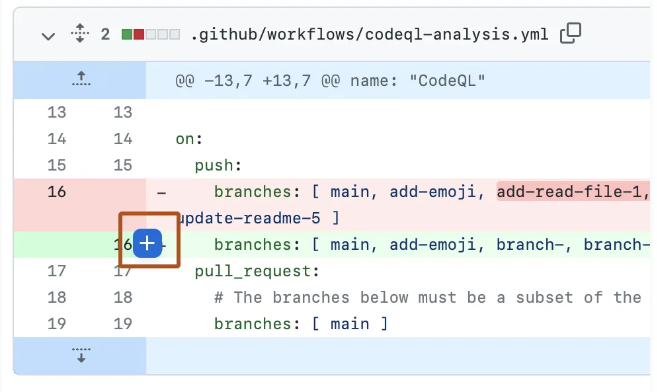 2 .github/workflows/codeql-analysis.yml
@@ -13,7 +13,7 @@ name: "CodeQL"
13 13
14 14 on:
15 15 push:
16 - branches: [ main, add-emoji, add-read-file-1,
update-readme-5 ]
16 + branches: [ main, add-emoji, branch-, branch-
17 17 pull_request:
18 18 # The branches below must be a subset of the
19 19 branches: [ main ]